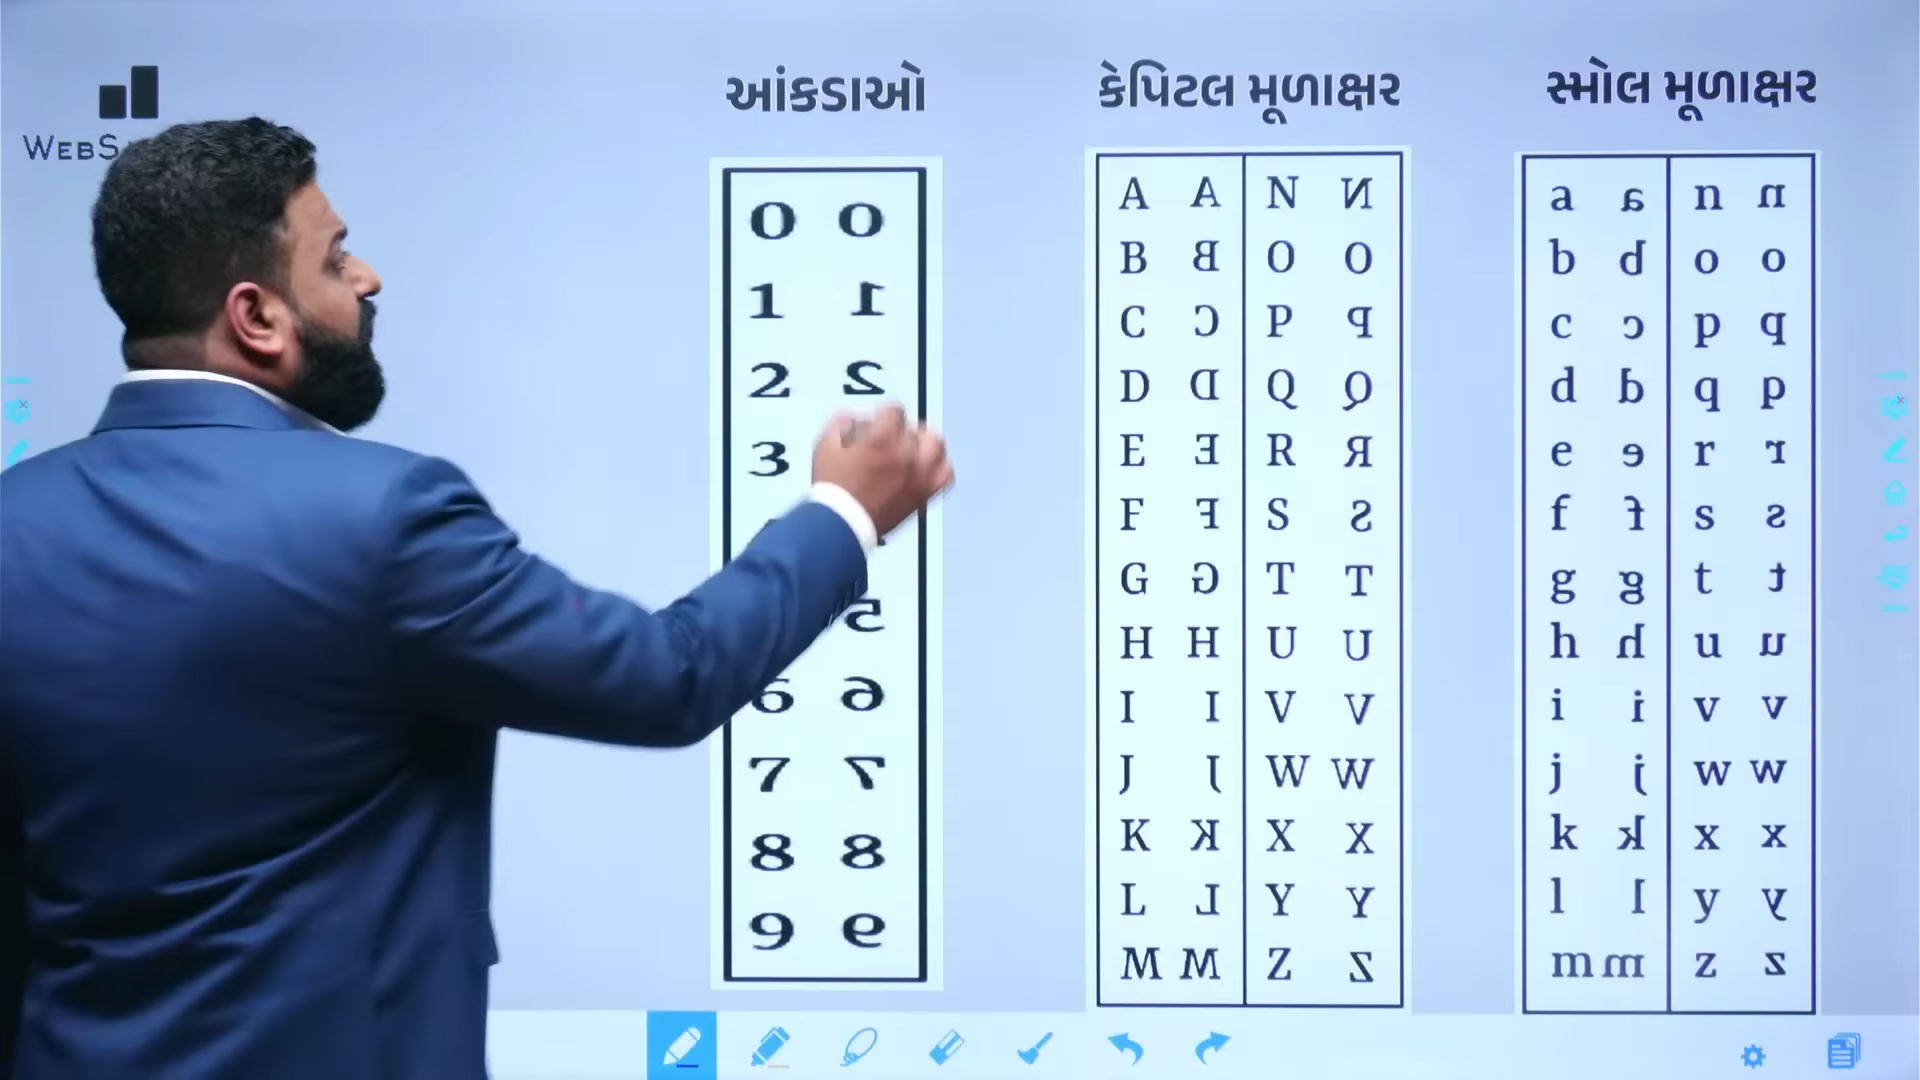 આંકડાઓ
0 0
1 1
2 2
3
5
6 6
7 7
8 8
9 9
કેપિટલ મૂળાક્ષર
A A N N
B B O O
C C P P
D D Q Q
E E R R
F F S S
G G T T
H H U U
I I V V
J J W W
K K X X
L L Y Y
M M Z Z
સ્મોલ મૂળાક્ષર
a a n n
b b o o
c c p p
d d q q
e e r r
f f s s
g g t t
h h u u
i i v v
j j w w
k k x x
l l y y
m m z z